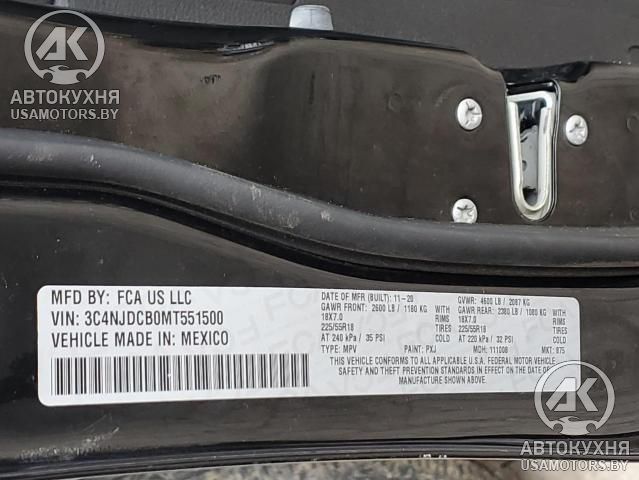 АК
АВТОКУХНЯ
USAMOTORS.BY
MFD BY: FCA US LLC
VIN: 3C4NJDCB0MT551500
VEHICLE MADE IN: MEXICO
DATE OF MFR (BUILT): 11-20 GVWR: 4600 LB / 2087 KG
GAWR FRONT: 2600 LB / 1180 KG GAWR REAR: 2380 LB / 1080 KG
18X7.0 RIMS 18X7.0 RIMS
225/55R18 TIRES 225/55R18 TIRES
AT 240 kPa / 35 PSI COLD AT 220 kPa / 32 PSI COLD
TYPE: MPV PAINT: PXJ MDH: 111008 MKT: 875
THIS VEHICLE CONFORMS TO ALL APPLICABLE U.S.A. FEDERAL MOTOR VEHICLE
SAFETY AND THEFT PREVENTION STANDARDS IN EFFECT ON THE DATE OF
MANUFACTURE SHOWN ABOVE.
АК
АВТОКУХНЯ
USAMOTORS.BY